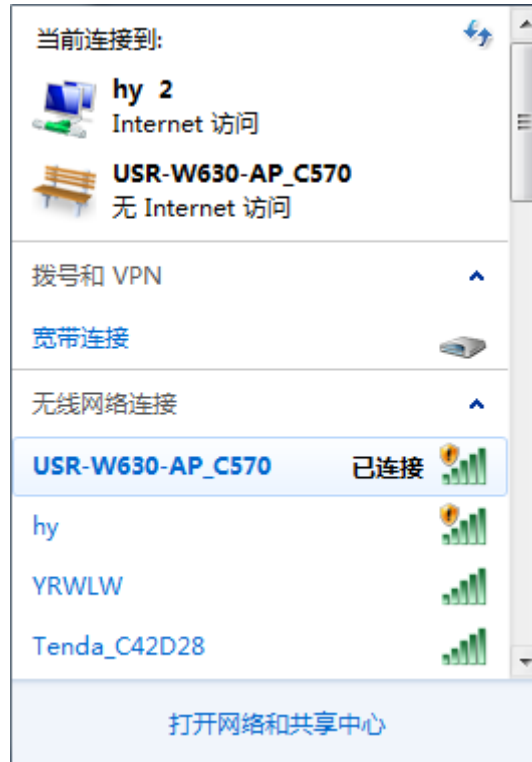 当前连接到:
hy 2
Internet 访问
USR-W630-AP_C570
无 Internet 访问
拨号和 VPN
宽带连接
无线网络连接
USR-W630-AP_C570 已连接
hy
YRWLW
Tenda_C42D28
打开网络和共享中心